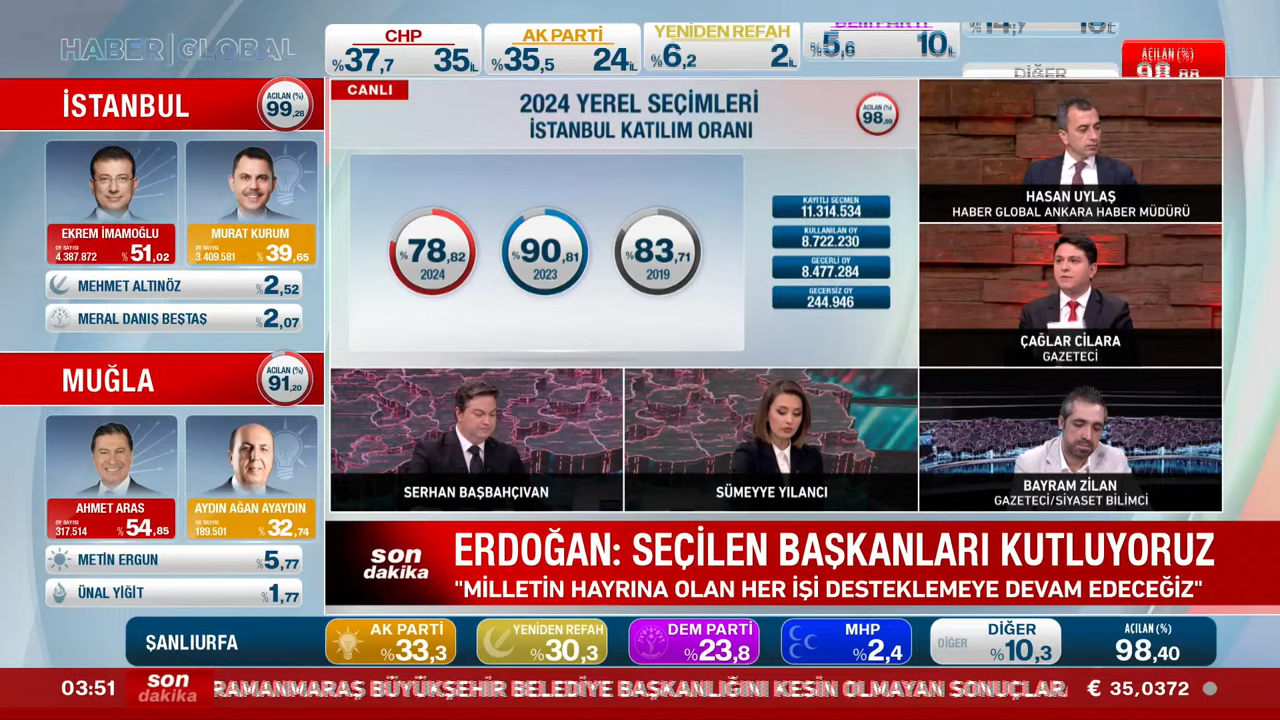 HABER GLOBAL
CHP
%37,7 35İL
AK PARTİ
%35,5 24İL
YENİDEN REFAH
%6,2 2İL
DEM PARTİ
%5,6 10İL
DİĞER
AÇILAN (%)
98,88
İSTANBUL
AÇILAN (%)
99,28
EKREM İMAMOĞLU
OY SAYISI
4.387.872 %51,02
MURAT KURUM
OY SAYISI
3.409.581 %39,65
MEHMET ALTINÖZ %2,52
MERAL DANIŞ BEŞTAŞ %2,07
MUĞLA
AÇILAN (%)
91,20
AHMET ARAS
OY SAYISI
317.514 %54,85
AYDIN AĞAN AYAYDIN
OY SAYISI
189.501 %32,74
METİN ERGUN %5,77
ÜNAL YİĞİT %1,77
CANLI
2024 YEREL SEÇİMLERİ
İSTANBUL KATILIM ORANI
AÇILAN (%)
98,88
%78,82
2024
%90,81
2023
%83,71
2019
KAYITLI SEÇMEN
11.314.534
KULLANILAN OY
8.722.230
GEÇERLİ OY
8.477.284
GEÇERSİZ OY
244.946
HASAN UYLAŞ
HABER GLOBAL ANKARA HABER MÜDÜRÜ
ÇAĞLAR CİLARA
GAZETECİ
SERHAN BAŞBAHÇIVAN
SÜMEYYE YILANCI
BAYRAM ZİLAN
GAZETECİ/SİYASET BİLİMCİ
son dakika
ERDOĞAN: SEÇİLEN BAŞKANLARI KUTLUYORUZ
"MİLLETİN HAYRINA OLAN HER İŞİ DESTEKLEMEYE DEVAM EDECEĞİZ"
ŞANLIURFA
AK PARTİ
%33,3
YENİDEN REFAH
%30,3
DEM PARTİ
%23,8
MHP
%2,4
DİĞER
DİĞER
%10,3
AÇILAN (%)
98,40
03:51
son dakika
RAMANMARAŞ BÜYÜKŞEHİR BELEDİYE BAŞKANLIĞINI KESİN OLMAYAN SONUÇLAR.
€ 35,0372